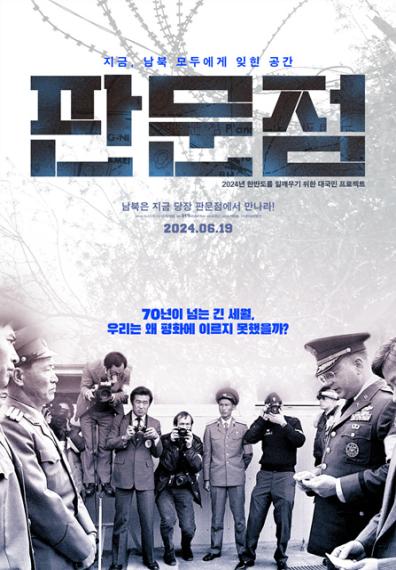 지금, 남북 모두에게 잊힌 공간
판문점
2024년 한반도를 일깨우기 위한 대국민 프로젝트
남북은 지금 당장 판문점에서 만나라!
2024.06.19
70년이 넘는 긴 세월,
우리는 왜 평화에 이르지 못했을까?